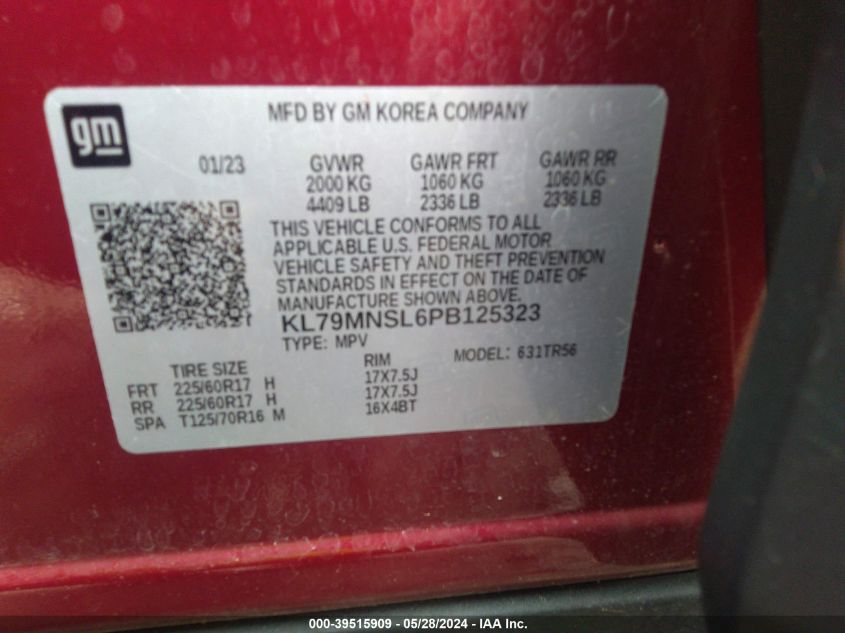 MFD BY GM KOREA COMPANY
gm
01/23 GVWR GAWR FRT GAWR RR
2000 KG 1060 KG 1060 KG
4409 LB 2336 LB 2336 LB
THIS VEHICLE CONFORMS TO ALL
APPLICABLE U.S. FEDERAL MOTOR
VEHICLE SAFETY AND THEFT PREVENTION
STANDARDS IN EFFECT ON THE DATE OF
MANUFACTURE SHOWN ABOVE.
KL79MNSL6PB125323
TYPE: MPV MODEL: 631TR56
TIRE SIZE RIM
FRT 225/60R17 H 17X7.5J
RR 225/60R17 H 17X7.5J
SPA T125/70R16 M 16X4BT
000-39515909 - 05/28/2024 - IAA Inc.